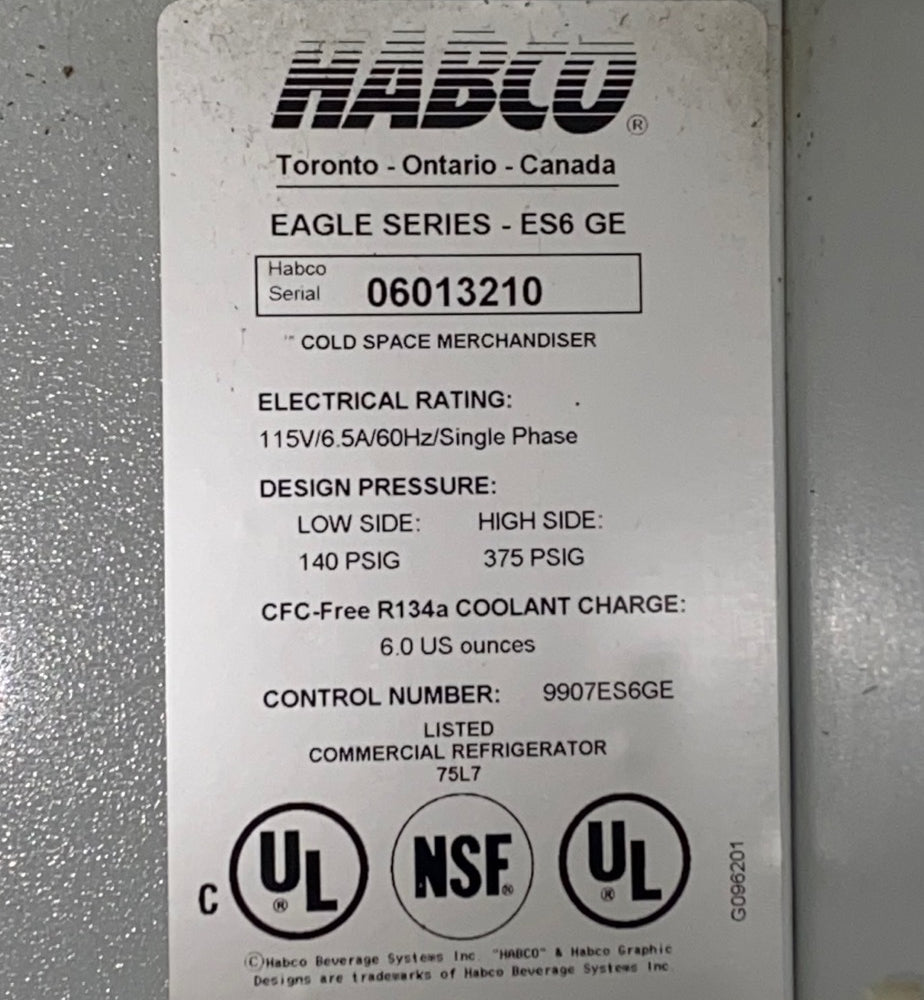 HABCO®
Toronto - Ontario - Canada
EAGLE SERIES - ES6 GE
Habco
Serial 06013210
™ COLD SPACE MERCHANDISER
ELECTRICAL RATING:
115V/6.5A/60Hz/Single Phase
DESIGN PRESSURE:
LOW SIDE: HIGH SIDE:
140 PSIG 375 PSIG
CFC-Free R134a COOLANT CHARGE:
6.0 US ounces
CONTROL NUMBER: 9907ES6GE
LISTED
COMMERCIAL REFRIGERATOR
75L7
C UL® NSF® UL®
G096201
©Habco Beverage Systems Inc. "HABCO" & Habco Graphic
Designs are trademarks of Habco Beverage Systems Inc.